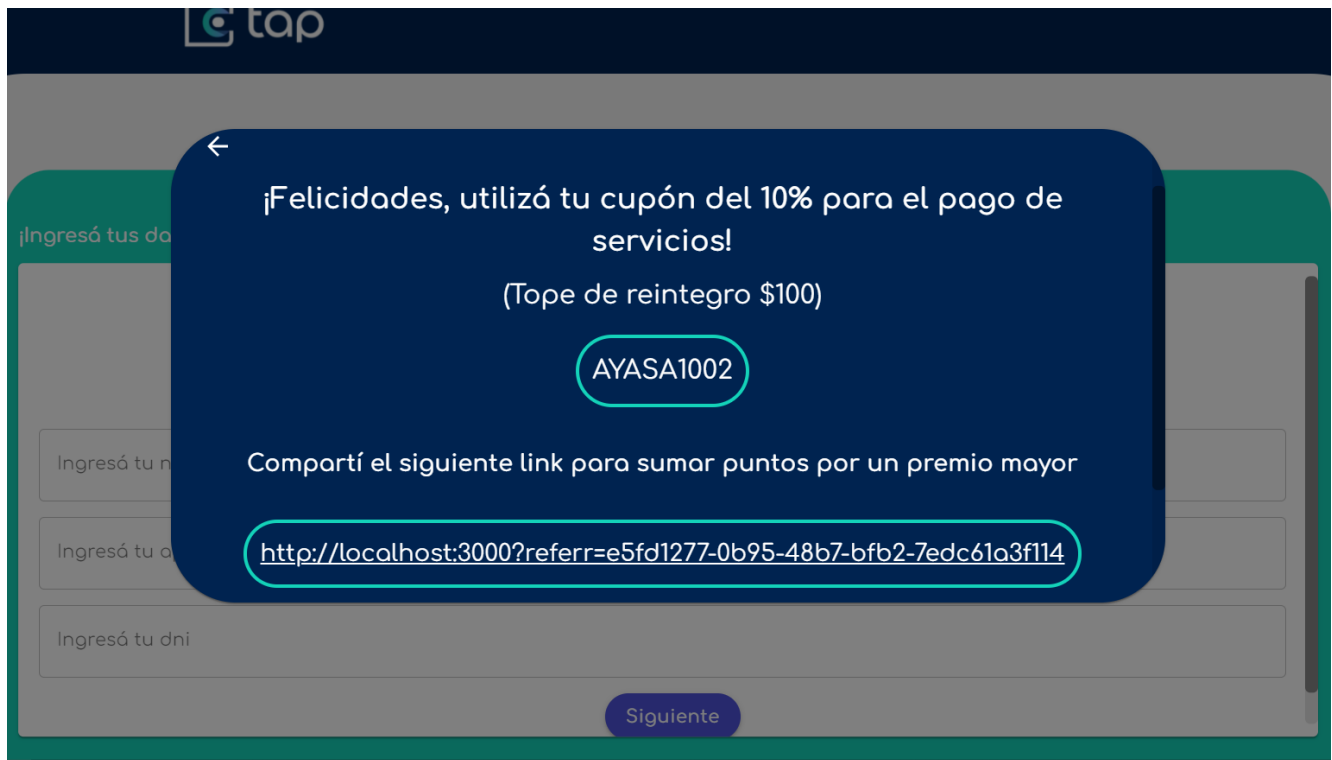 tap
¡Felicidades, utilizá tu cupón del 10% para el pago de
servicios!
(Tope de reintegro $100)
AYASA1002
Compartí el siguiente link para sumar puntos por un premio mayor
http://localhost:3000?referr=e5fd1277-0b95-48b7-bfb2-7edc61a3f114
¡Ingresá tus da
Ingresá tu n
Ingresá tu a
Ingresá tu dni
Siguiente